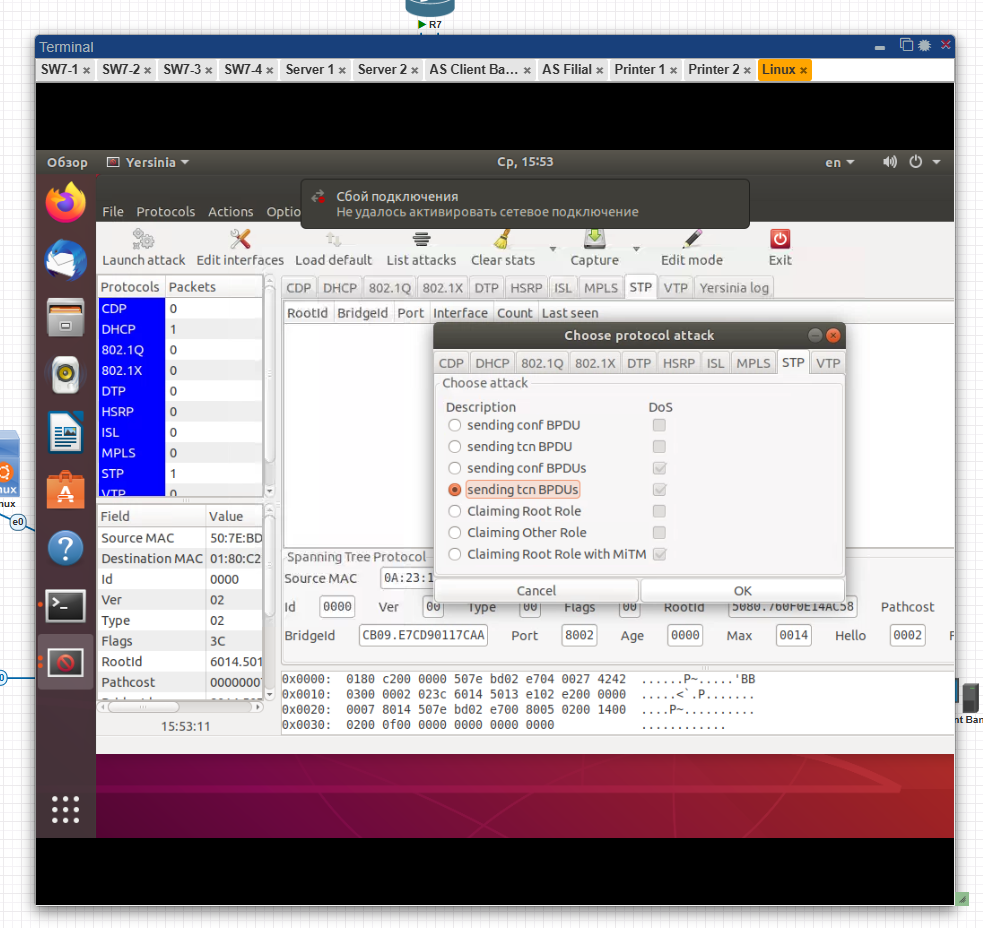 R7
Terminal
SW7-1 × SW7-2 × SW7-3 × SW7-4 × Server 1 × Server 2 × AS Client Ba... × AS Filial × Printer 1 × Printer 2 × Linux ×
Обзор Yersinia Ср, 15:53 en
Сбой подключения
Не удалось активировать сетевое подключение
File Protocols Actions Optio
Launch attack Edit interfaces Load default List attacks Clear stats Capture Edit mode Exit
Protocols Packets
CDP 0
DHCP 1
802.1Q 0
802.1X 0
DTP 0
HSRP 0
ISL 0
MPLS 0
STP 1
VTP 0
CDP DHCP 802.1Q 802.1X DTP HSRP ISL MPLS STP VTP Yersinia log
RootId BridgeId Port Interface Count Last seen
Choose protocol attack
CDP DHCP 802.1Q 802.1X DTP HSRP ISL MPLS STP VTP
Choose attack
Description DoS
sending conf BPDU
sending tcn BPDU
sending conf BPDUs
sending tcn BPDUs
Claiming Root Role
Claiming Other Role
Claiming Root Role with MiTM
Cancel OK
Field Value
Source MAC 50:7E:BD
Destination MAC 01:80:C2
Id 0000
Ver 02
Type 02
Flags 3C
RootId 6014.501
Pathcost 0000000
15:53:11
Spanning Tree Protocol
Source MAC 0A:23:1
Id 0000 Ver 00 Type 00 Flags 00 RootId 5080.760F0E14AC58 Pathcost
BridgeId CB09.E7CD90117CAA Port 8002 Age 0000 Max 0014 Hello 0002 F
0x0000: 0180 c200 0000 507e bd02 e704 0027 4242 ......P~.....'BB
0x0010: 0300 0002 023c 6014 5013 e102 e200 0000 .....<`.P.......
0x0020: 0007 8014 507e bd02 e700 8005 0200 1400 ....P~..........
0x0030: 0200 0f00 0000 0000 0000 0000 ............
nux
nux
e0
0
nt Ban